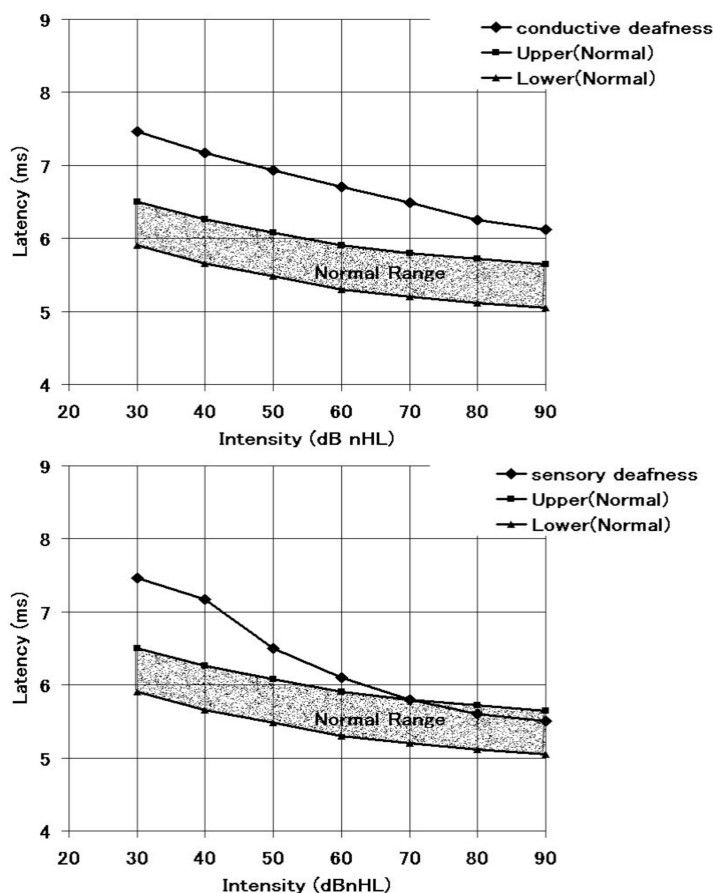 9
conductive deafness
Upper(Normal)
Lower(Normal)
8
7
6
Normal Range
5
4
Latency (ms)
20 30 40 50 60 70 80 90
Intensity (dB nHL)
9
sensory deafness
Upper(Normal)
Lower(Normal)
8
7
6
Normal Range
5
4
Latency (ms)
20 30 40 50 60 70 80 90
Intensity (dBnHL)